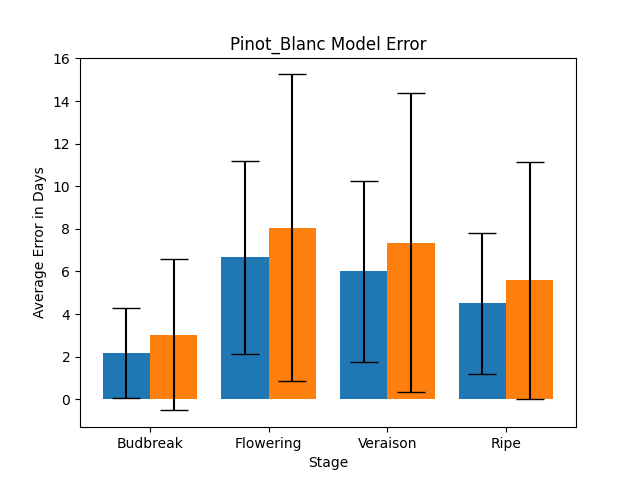 Pinot_Blanc Model Error
16
14
12
10
8
6
4
2
0
Average Error in Days
Budbreak Flowering Veraison Ripe
Stage